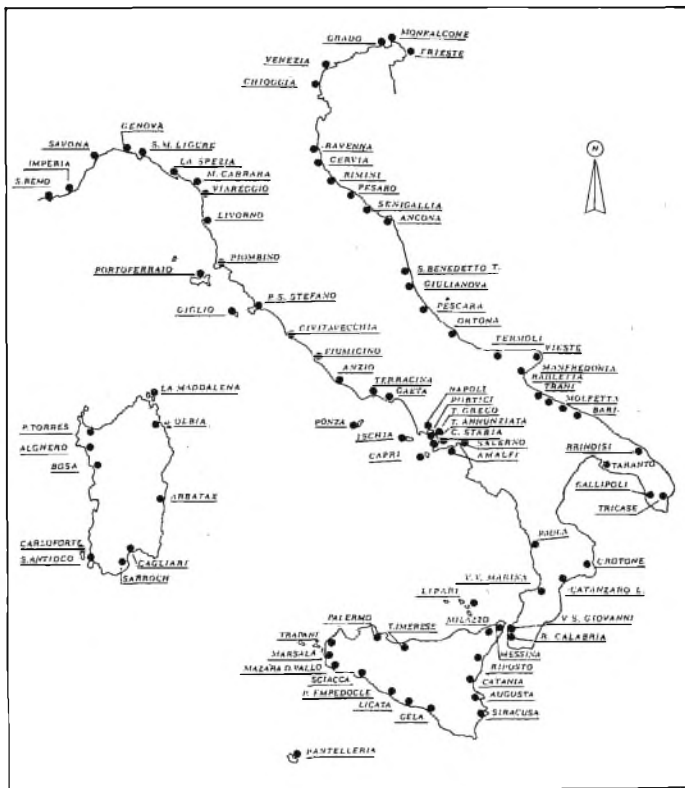 GRADO
MONFALCONE
TRIESTE
VENEZIA
CHIOGGIA
GENOVA
SAVONA
S. M. LIGURE
IMPERIA
LA SPEZIA
S. REMO
M. CARRARA
VIAREGGIO
LIVORNO
RAVENNA
CERVIA
RIMINI
PESARO
SENIGALLIA
ANCONA
N
PIOMBINO
PORTOFERRAIO
S. BENEDETTO T.
GIULIANOVA
P. S. STEFANO
GIGLIO
PESCARA
ORTONA
CIVITAVECCHIA
TERMOLI
FIUMICINO
VIESTE
MANFREDONIA
BARLETTA
TRANI
MOLFETTA
BARI
ANZIO
TERRACINA
GAETA
NAPOLI
PORTICI
T. GRECO
T. ANNUNZIATA
C. STABIA
SALERNO
AMALFI
PONZA
ISCHIA
CAPRI
LA MADDALENA
P. TORRES
OLBIA
ALGHERO
BOSA
ARBATAX
CARLOFORTE
S. ANTIOCO
CAGLIARI
SARROCH
BRINDISI
TARANTO
GALLIPOLI
TRICASE
PAOLA
CROTONE
V. V. MARINA
CATANZARO L.
LIPARI
PALERMO
T. IMERESE
MILAZZO
V. S. GIOVANNI
R. CALABRIA
TRAPANI
MARSALA
MAZARA D. VALLO
SCIACCA
P. EMPEDOCLE
LICATA
GELA
MESSINA
RIPOSTO
CATANIA
AUGUSTA
SIRACUSA
PANTELLERIA